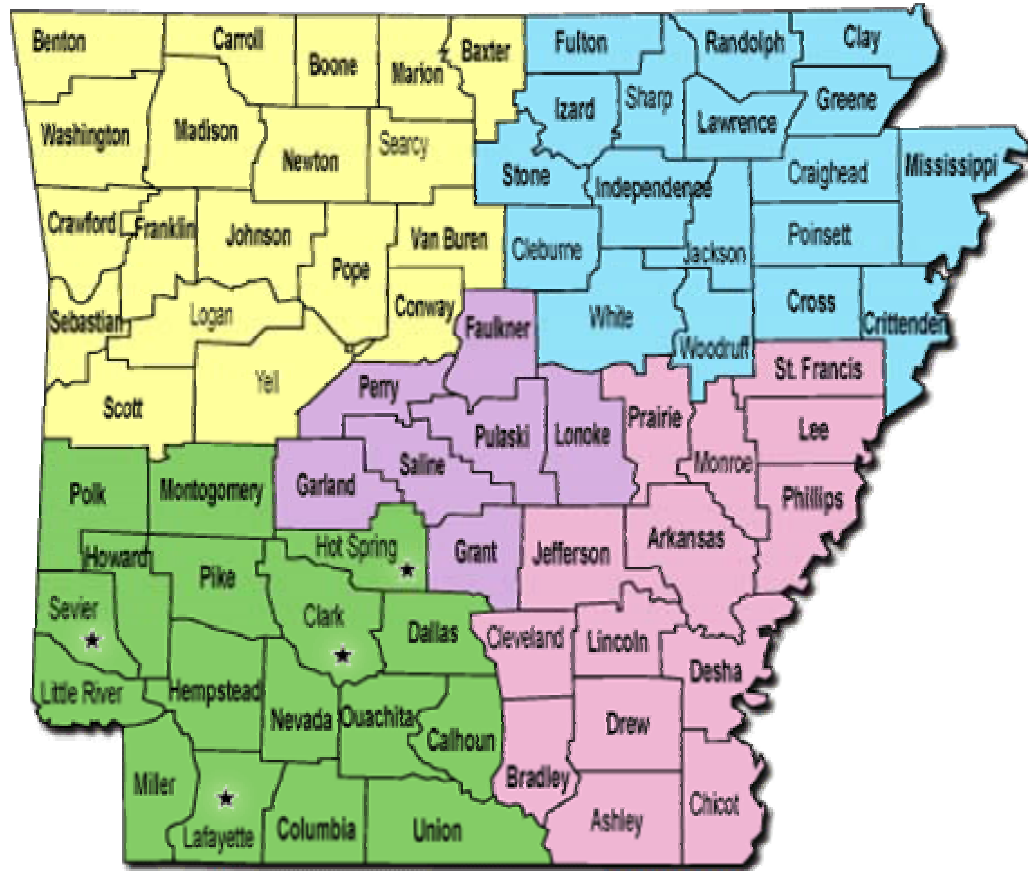 Benton
Carroll
Boone
Marion
Baxter
Fulton
Randolph
Clay
Washington
Madison
Newton
Searcy
Izard
Sharp
Lawrence
Greene
Stone
Independence
Craighead
Mississippi
Crawford
Franklin
Johnson
Pope
Van Buren
Cleburne
Jackson
Poinsett
Sebastian
Logan
Conway
Faulkner
White
Woodruff
Cross
Crittenden
Scott
Yell
Perry
Pulaski
Lonoke
Prairie
St. Francis
Lee
Polk
Montogomery
Garland
Saline
Monroe
Phillips
Howard
Pike
Hot Spring
Grant
Jefferson
Arkansas
Sevier
Clark
Dallas
Cleveland
Lincoln
Desha
Little River
Hempstead
Nevada
Ouachita
Calhoun
Bradley
Drew
Miller
Lafayette
Columbia
Union
Ashley
Chicot